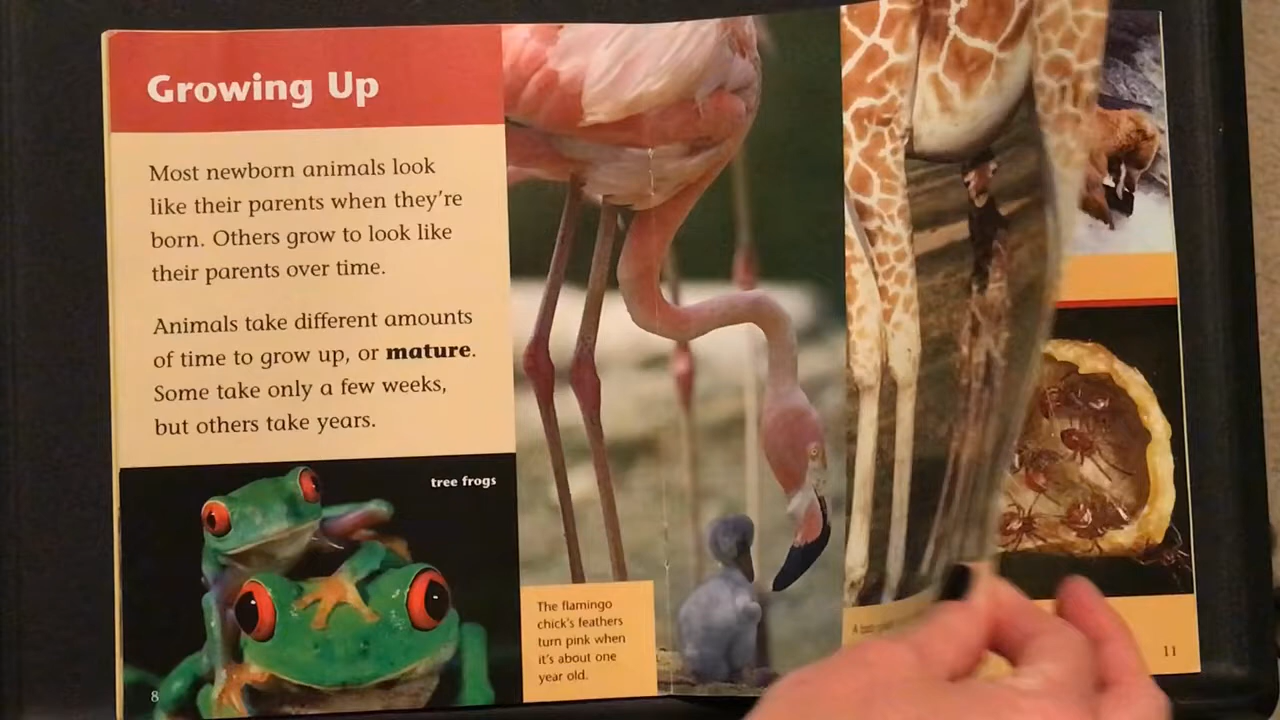 Growing Up
Most newborn animals look
like their parents when they're
born. Others grow to look like
their parents over time.
Animals take different amounts
of time to grow up, or mature.
Some take only a few weeks,
but others take years.
tree frogs
8
The flamingo
chick's feathers
turn pink when
it's about one
year old.
A baby
11